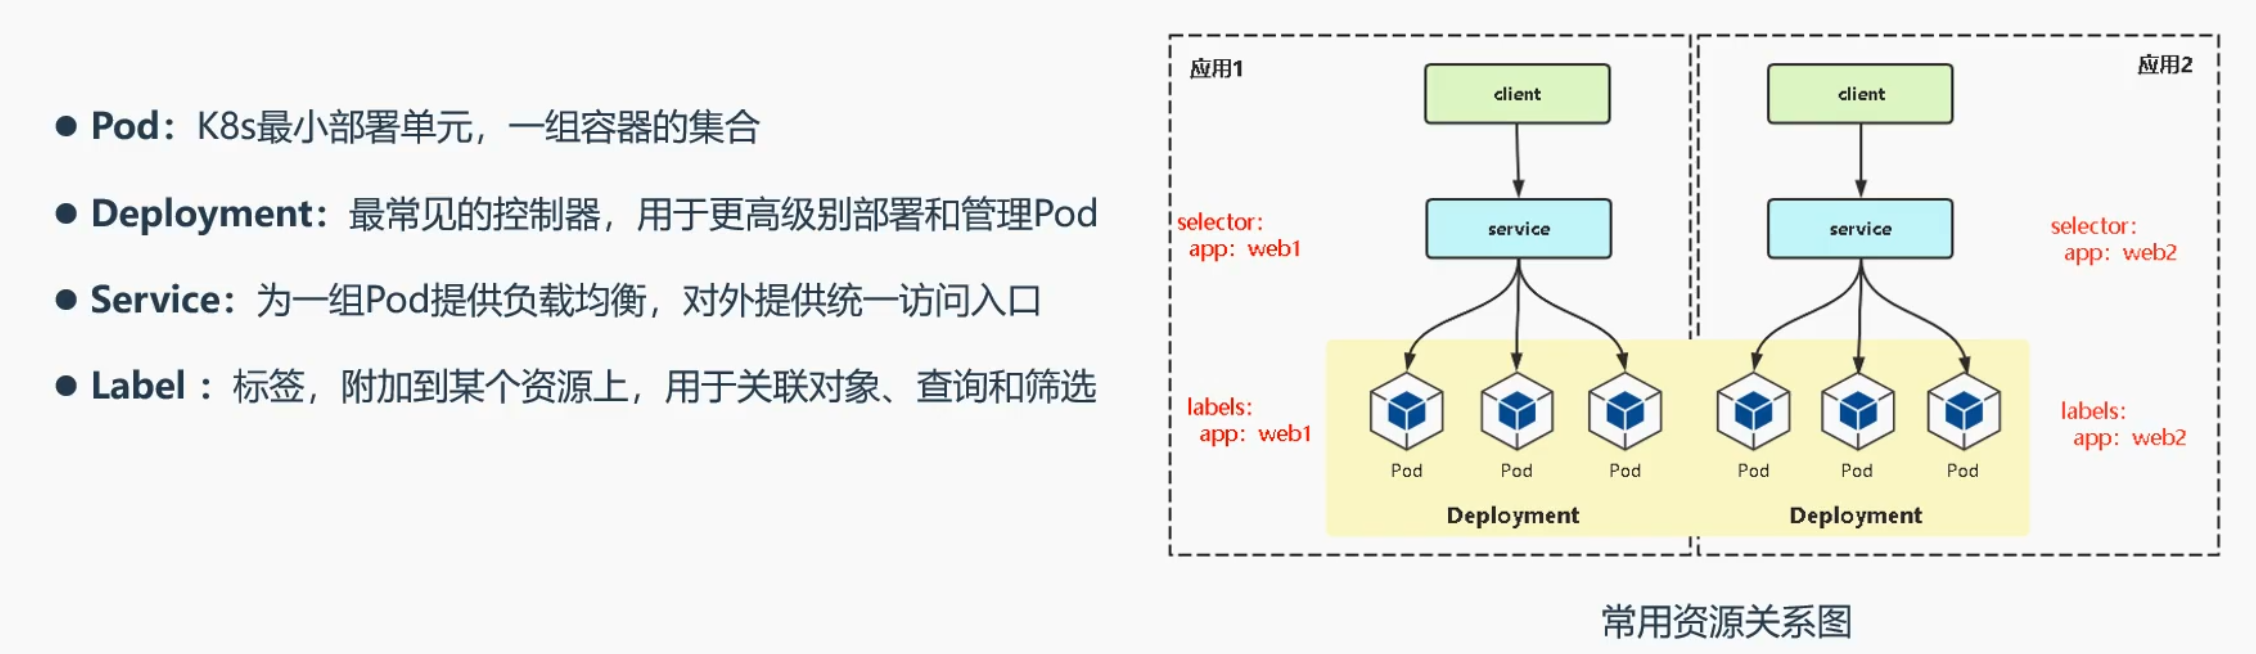 ● Pod：K8s最小部署单元，一组容器的集合
● Deployment：最常见的控制器，用于更高级别部署和管理Pod
● Service：为一组Pod提供负载均衡，对外提供统一访问入口
● Label ：标签，附加到某个资源上，用于关联对象、查询和筛选
应用1
client
selector:
app: web1
service
labels:
app: web1
Pod
Pod
Pod
Deployment
应用2
client
service
selector:
app: web2
labels:
app: web2
Pod
Pod
Pod
Deployment
常用资源关系图